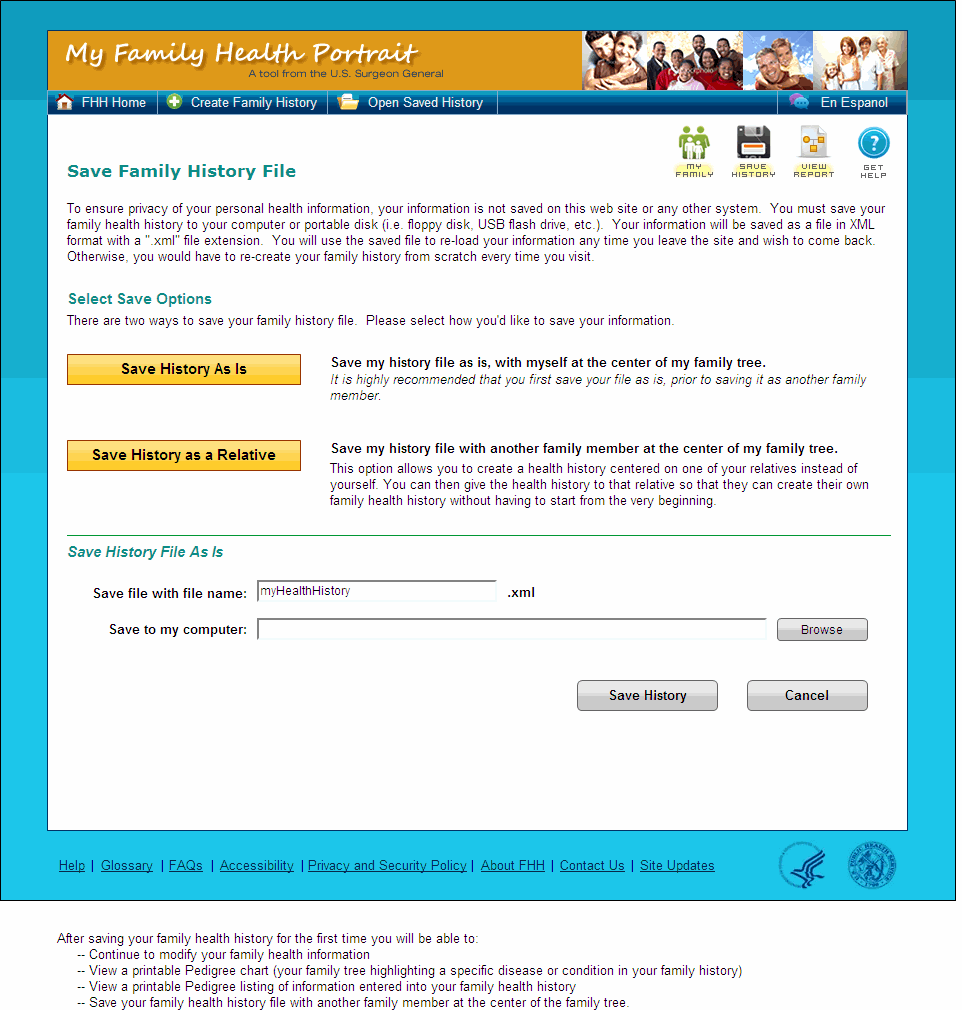 My Family Health Portrait
A tool from the U.S. Surgeon General
FHH Home
Create Family History
Open Saved History
En Espanol
MY FAMILY
SAVE HISTORY
VIEW REPORT
GET HELP
Save Family History File
To ensure privacy of your personal health information, your information is not saved on this web site or any other system.  You must save your
family health history to your computer or portable disk (i.e. floppy disk, USB flash drive, etc.).  Your information will be saved as a file in XML
format with a ".xml" file extension.  You will use the saved file to re-load your information any time you leave the site and wish to come back.
Otherwise, you would have to re-create your family history from scratch every time you visit.
Select Save Options
There are two ways to save your family history file.  Please select how you'd like to save your information.
Save History As Is
Save my history file as is, with myself at the center of my family tree.
It is highly recommended that you first save your file as is, prior to saving it as another family
member.
Save History as a Relative
Save my history file with another family member at the center of my family tree.
This option allows you to create a health history centered on one of your relatives instead of
yourself. You can then give the health history to that relative so that they can create their own
family health history without having to start from the very beginning.
Save History File As Is
Save file with file name: myHealthHistory .xml
Save to my computer: Browse
Save History Cancel
Help | Glossary | FAQs | Accessibility | Privacy and Security Policy | About FHH | Contact Us | Site Updates
After saving your family health history for the first time you will be able to:
-- Continue to modify your family health information
-- View a printable Pedigree chart (your family tree highlighting a specific disease or condition in your family history)
-- View a printable Pedigree listing of information entered into your family health history
-- Save your family health history file with another family member at the center of the family tree.